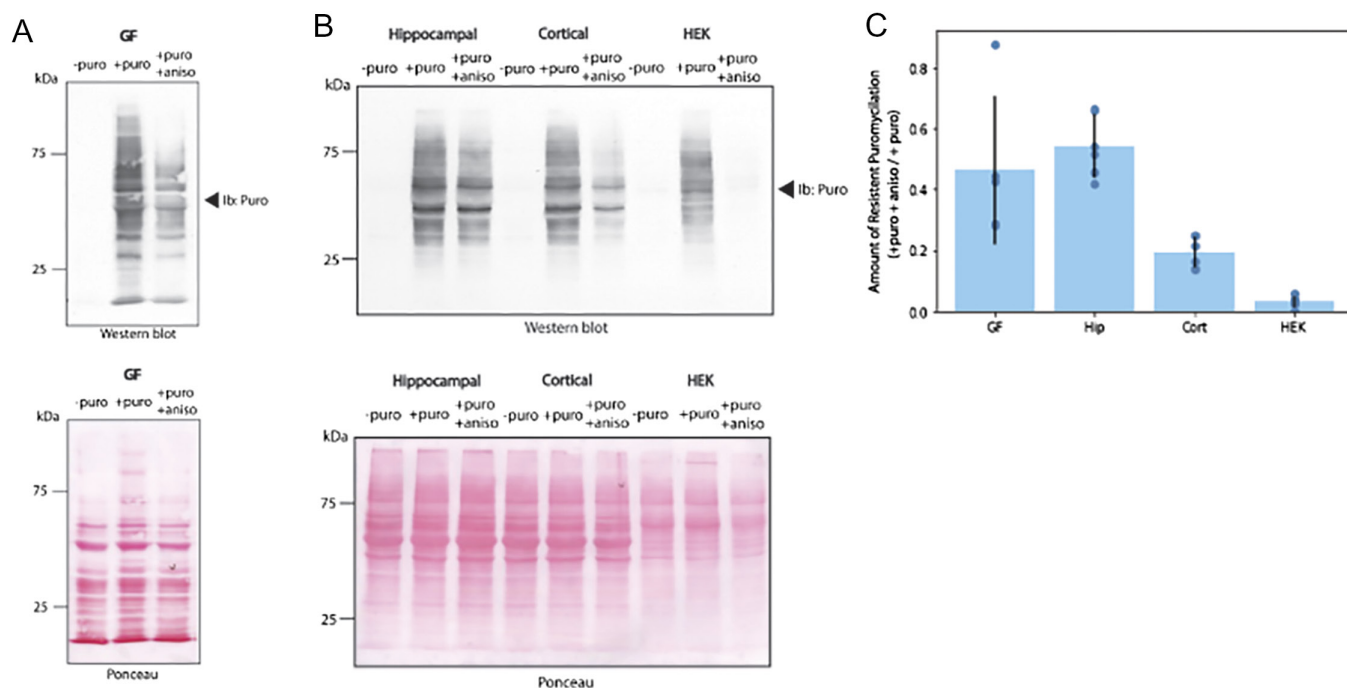 A
GF
-puro +puro +puro
+aniso
kDa
75
25
Ib: Puro
Western blot
GF
-puro +puro +puro
+aniso
kDa
75
25
Ponceau
B
Hippocampal Cortical HEK
-puro +puro +puro
+aniso -puro +puro +puro
+aniso -puro +puro +puro
+aniso
kDa
75
25
Ib: Puro
Western blot
Hippocampal Cortical HEK
-puro +puro +puro
+aniso -puro +puro +puro
+aniso -puro +puro +puro
+aniso
kDa
75
25
Ponceau
C
Amount of Resistent Puromycilation
(+puro + aniso / + puro)
0.8
0.6
0.4
0.2
0.0
GF Hip Cort HEK